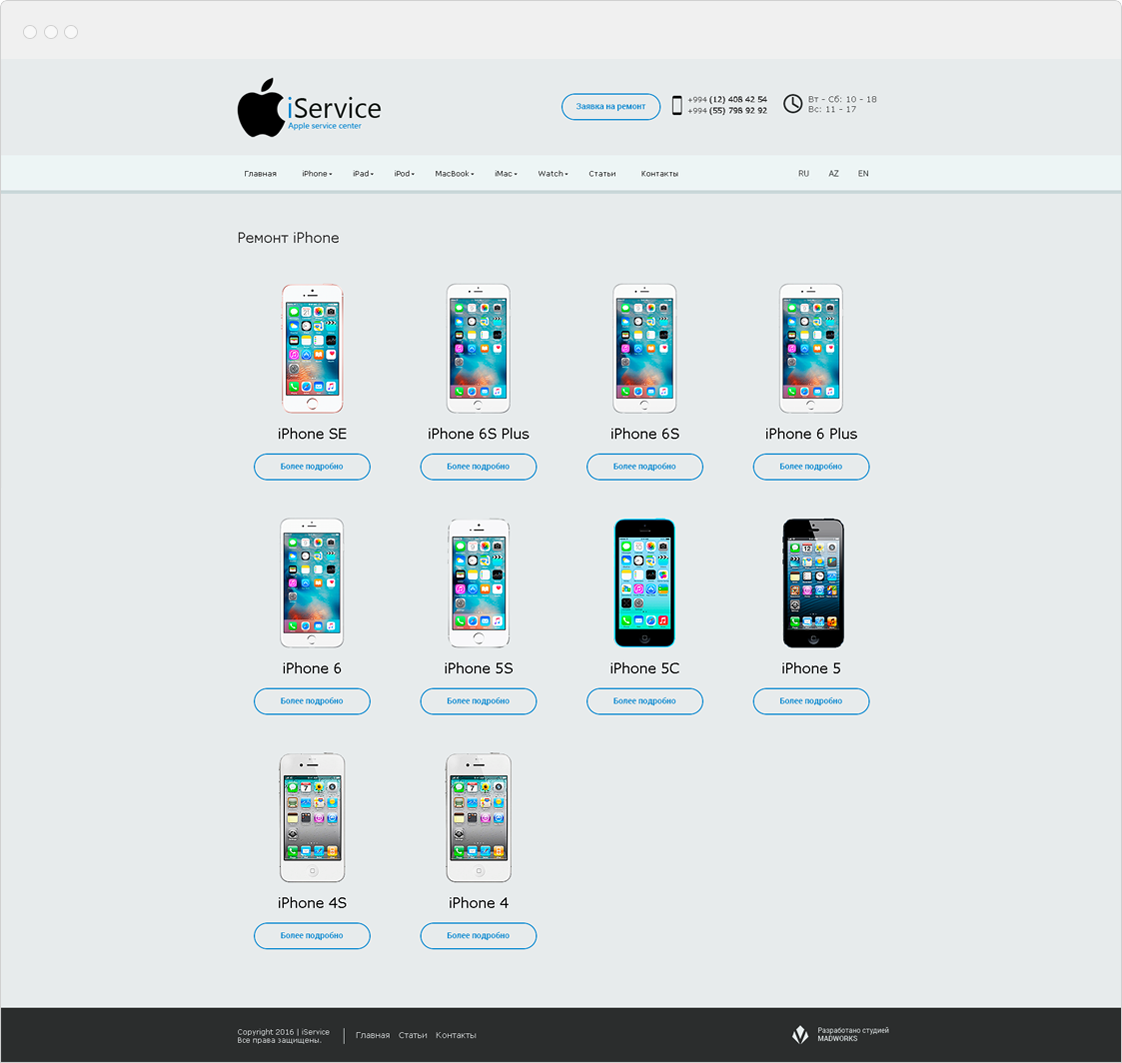 iService
Apple service center
Заявка на ремонт
+994 (12) 408 42 54
+994 (55) 798 92 92
Вт - Сб: 10 - 18
Вс: 11 - 17
Главная iPhone iPad iPod MacBook iMac Watch Статьи Контакты RU AZ EN
Ремонт iPhone
iPhone SE iPhone 6S Plus iPhone 6S iPhone 6 Plus
Более подробно Более подробно Более подробно Более подробно
iPhone 6 iPhone 5S iPhone 5C iPhone 5
Более подробно Более подробно Более подробно Более подробно
iPhone 4S iPhone 4
Более подробно Более подробно
Copyright 2016 | iService
Все права защищены.
Главная Статьи Контакты
Разработано студией
MADWORKS